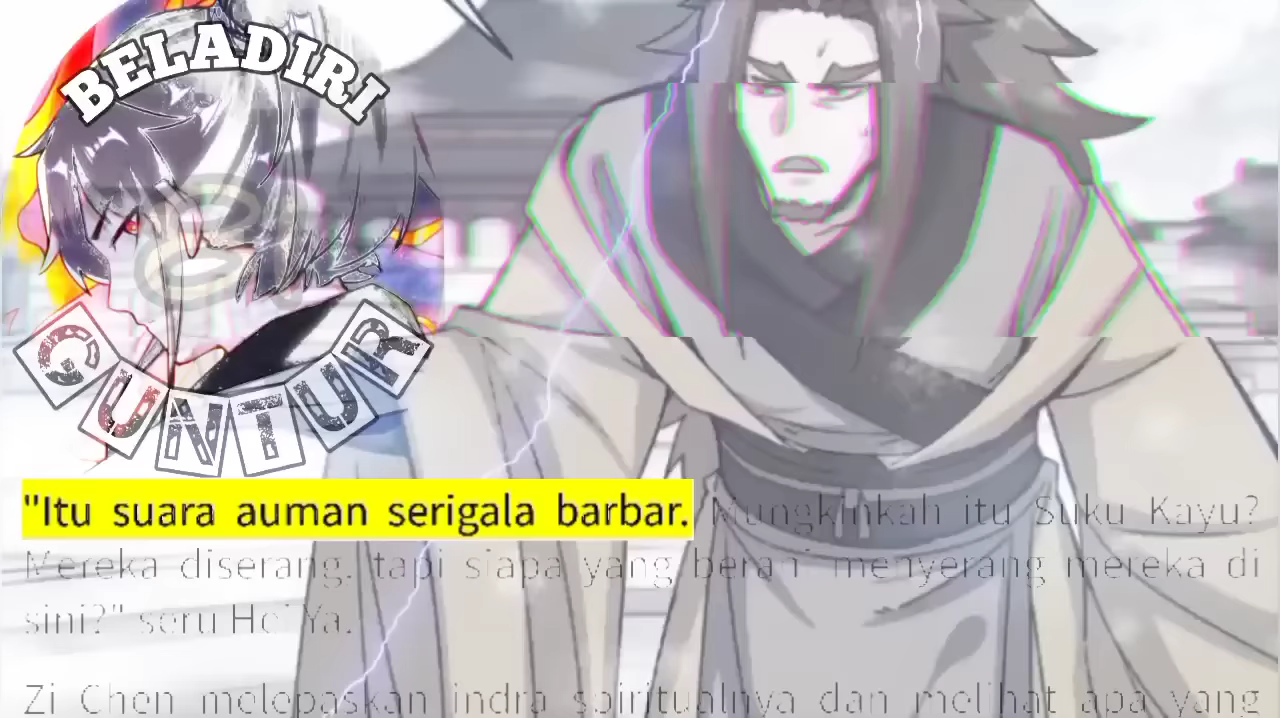 BELADIRI
GUNTUR
"Itu suara auman serigala barbar. Mungkinkah itu Suku Kayu?
Mereka diserang, tapi siapa yang berani menyerang mereka di
sini?" seru Hei Ya.
Zi Chen melepaskan indra spiritualnya dan melihat apa yang